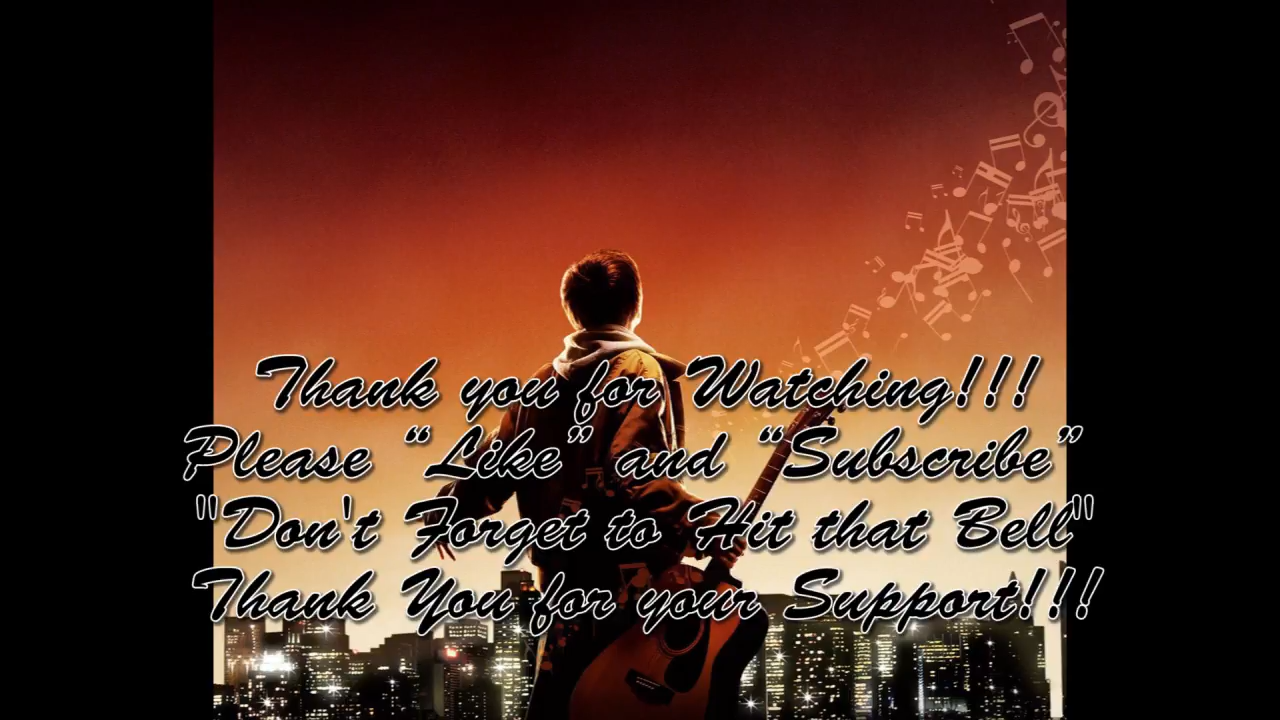 Thank you for Watching!!!
Please “Like” and “Subscribe”
"Don't Forget to Hit that Bell"
Thank You for your Support!!!